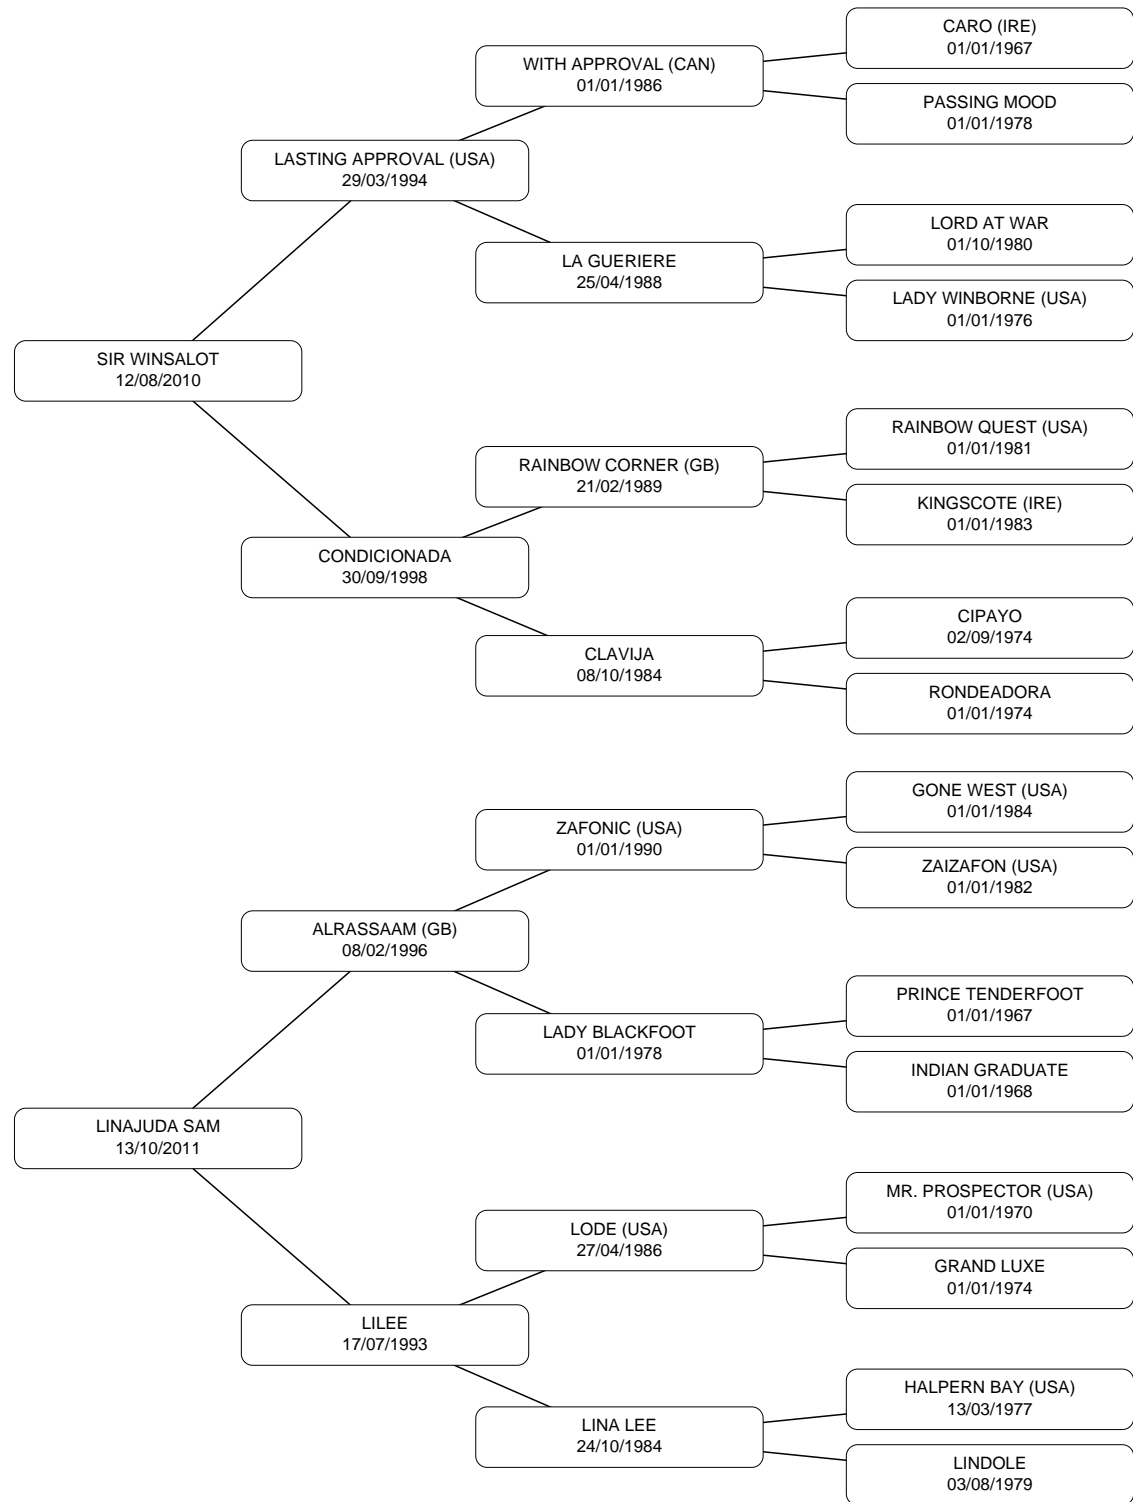 CARO (IRE)
01/01/1967
WITH APPROVAL (CAN)
01/01/1986
PASSING MOOD
01/01/1978
LASTING APPROVAL (USA)
29/03/1994
LORD AT WAR
01/10/1980
LA GUERIERE
25/04/1988
LADY WINBORNE (USA)
01/01/1976
SIR WINSALOT
12/08/2010
RAINBOW QUEST (USA)
01/01/1981
RAINBOW CORNER (GB)
21/02/1989
KINGSCOTE (IRE)
01/01/1983
CONDICIONADA
30/09/1998
CIPAYO
02/09/1974
CLAVIJA
08/10/1984
RONDEADORA
01/01/1974
GONE WEST (USA)
01/01/1984
ZAFONIC (USA)
01/01/1990
ZAIZAFON (USA)
01/01/1982
ALRASSAAM (GB)
08/02/1996
PRINCE TENDERFOOT
01/01/1967
LADY BLACKFOOT
01/01/1978
INDIAN GRADUATE
01/01/1968
LINAJUDA SAM
13/10/2011
MR. PROSPECTOR (USA)
01/01/1970
LODE (USA)
27/04/1986
GRAND LUXE
01/01/1974
LILEE
17/07/1993
HALPERN BAY (USA)
13/03/1977
LINA LEE
24/10/1984
LINDOLE
03/08/1979